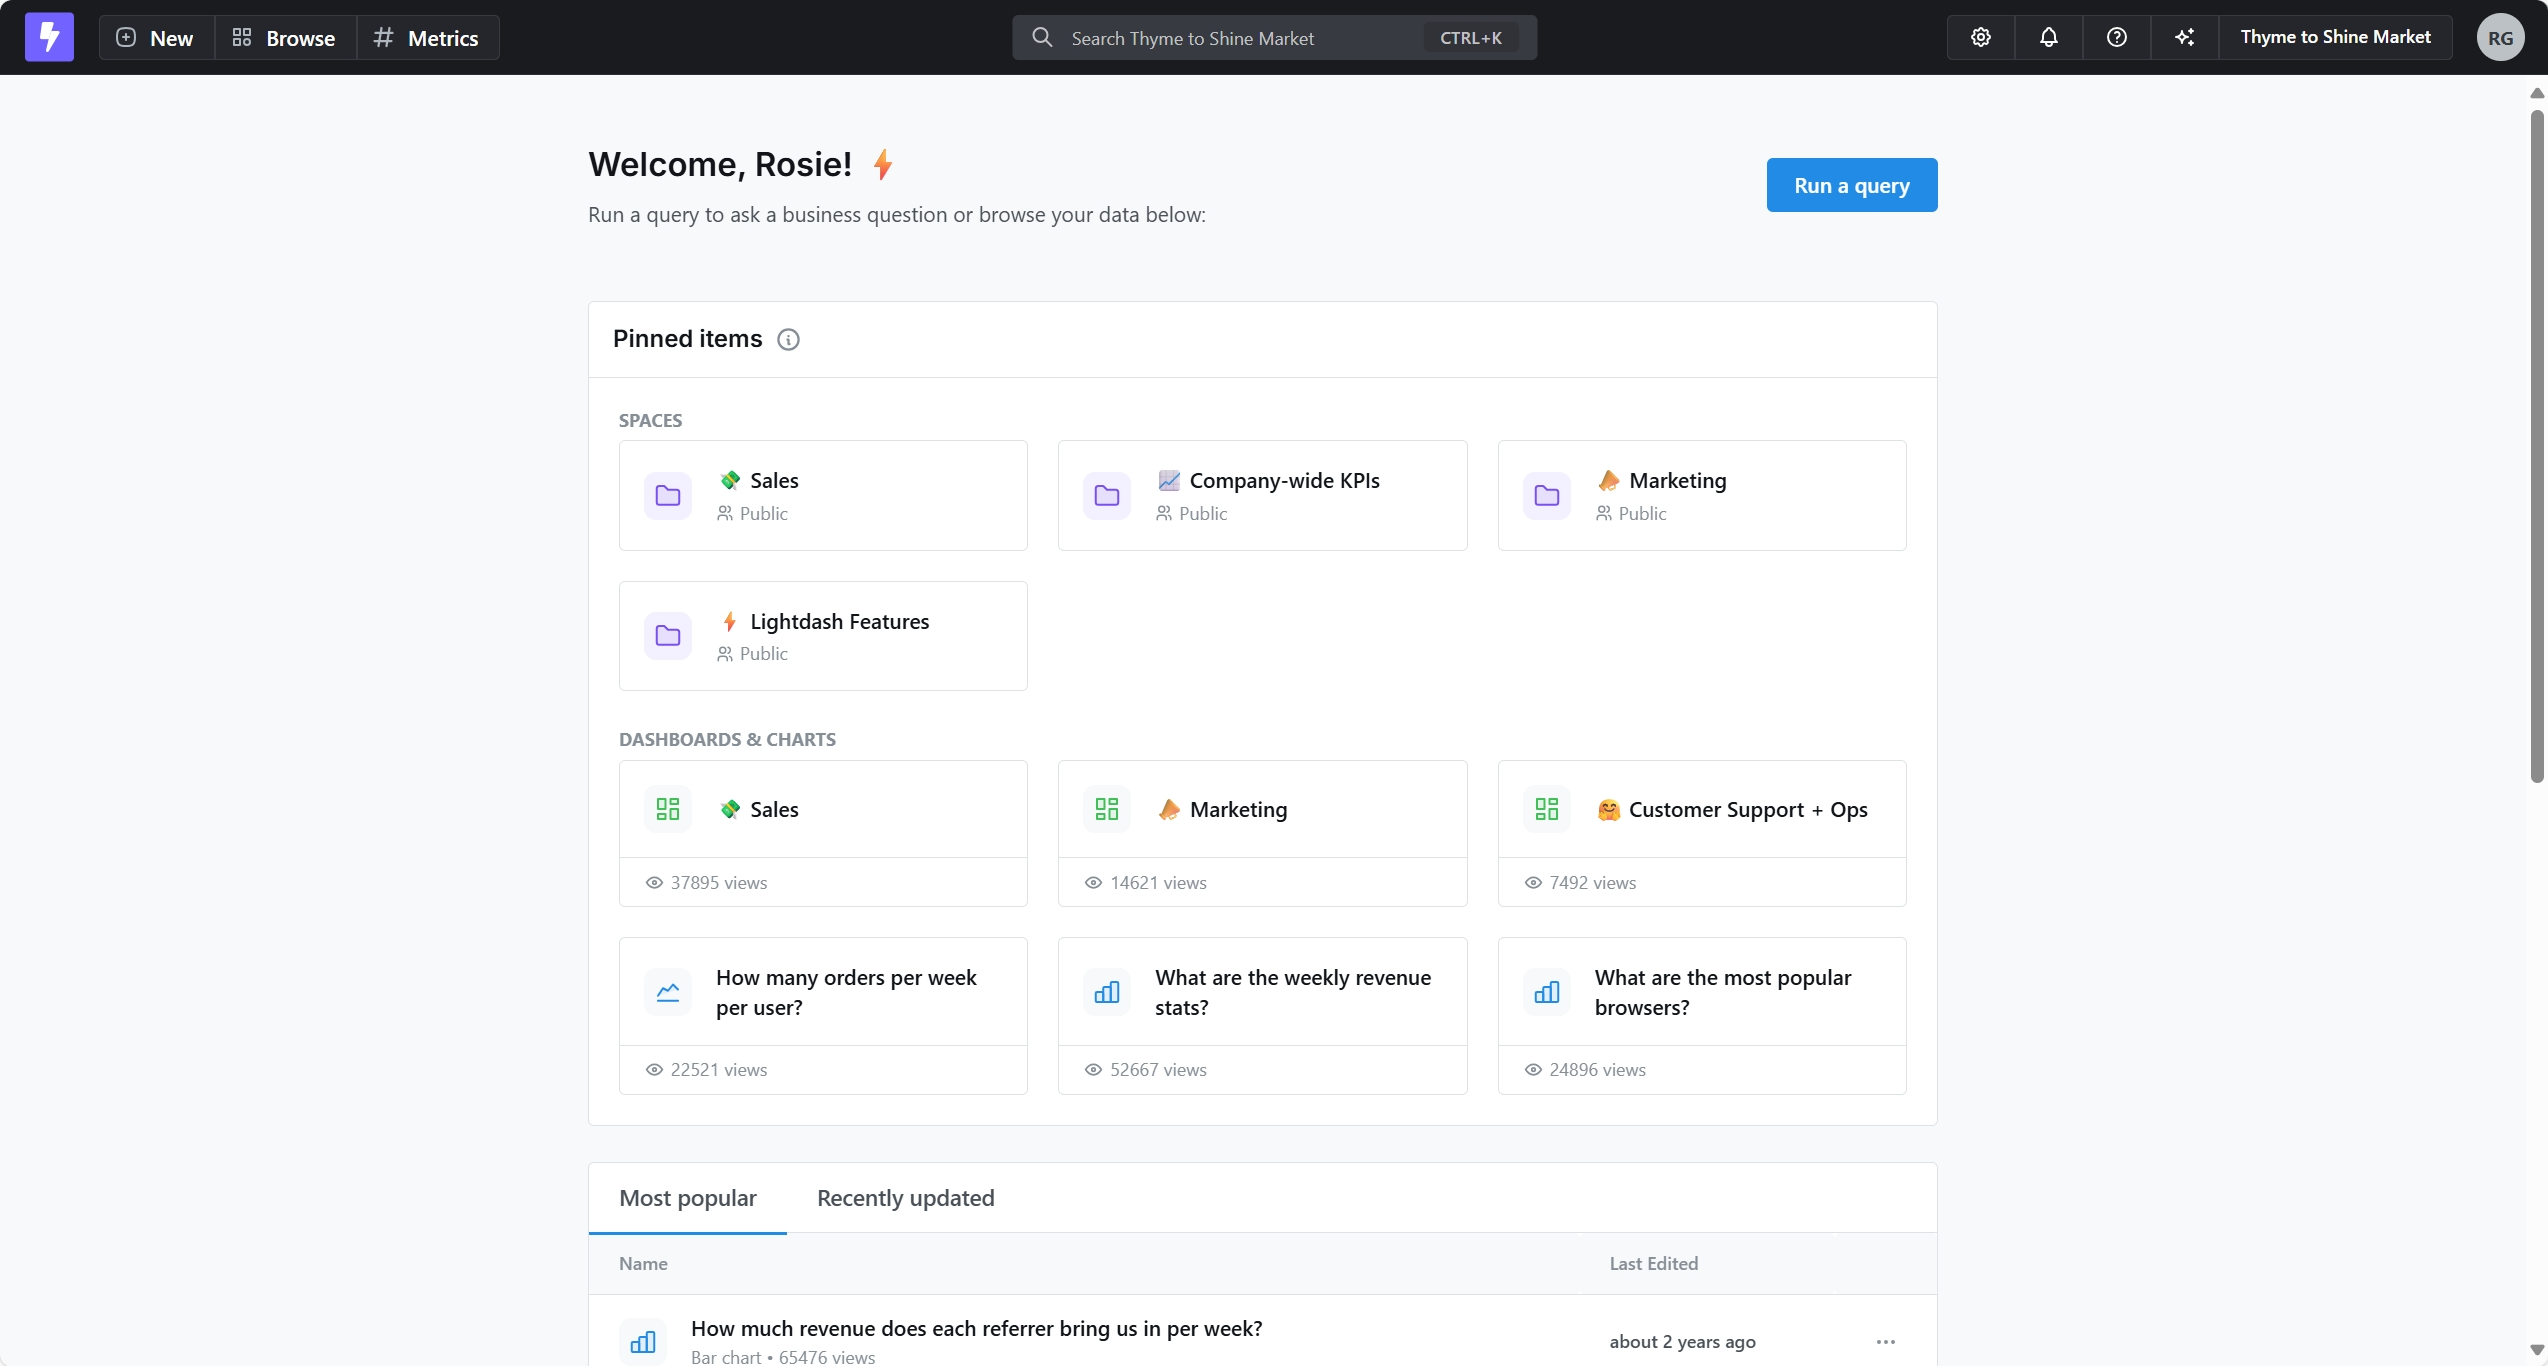 New
Browse
Metrics
Search Thyme to Shine Market
CTRL+K
Thyme to Shine Market
RG
Welcome, Rosie!
Run a query to ask a business question or browse your data below:
Run a query
Pinned items
SPACES
Sales
Public
Company-wide KPIs
Public
Marketing
Public
Lightdash Features
Public
DASHBOARDS & CHARTS
Sales
37895 views
Marketing
14621 views
Customer Support + Ops
7492 views
How many orders per week
per user?
22521 views
What are the weekly revenue
stats?
52667 views
What are the most popular
browsers?
24896 views
Most popular
Recently updated
Name
Last Edited
How much revenue does each referrer bring us in per week?
Bar chart • 65476 views
about 2 years ago